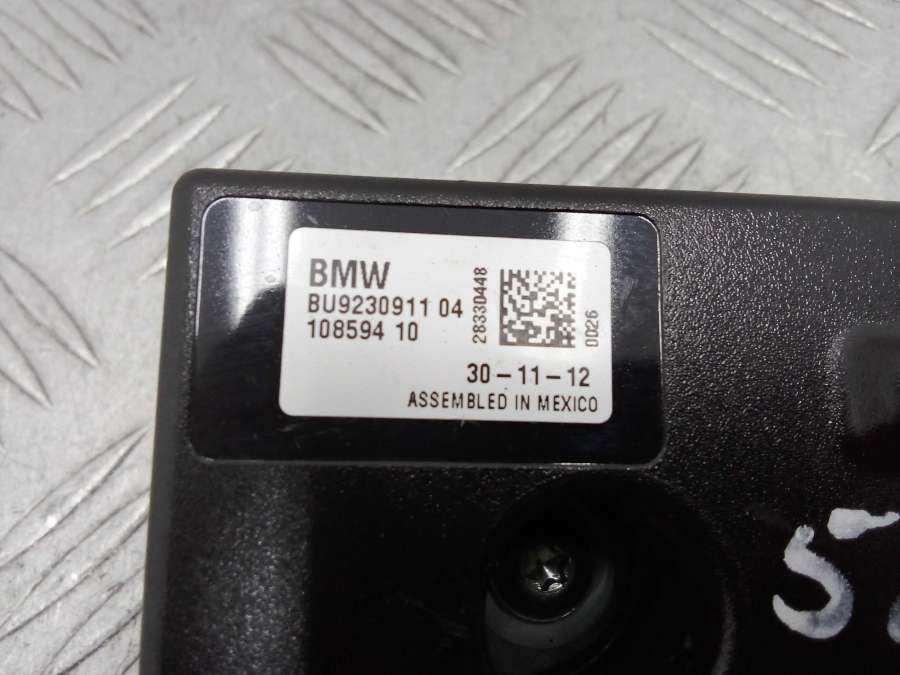 BMW
BU9230911 04
108594 10
28330448
0026
30-11-12
ASSEMBLED IN MEXICO